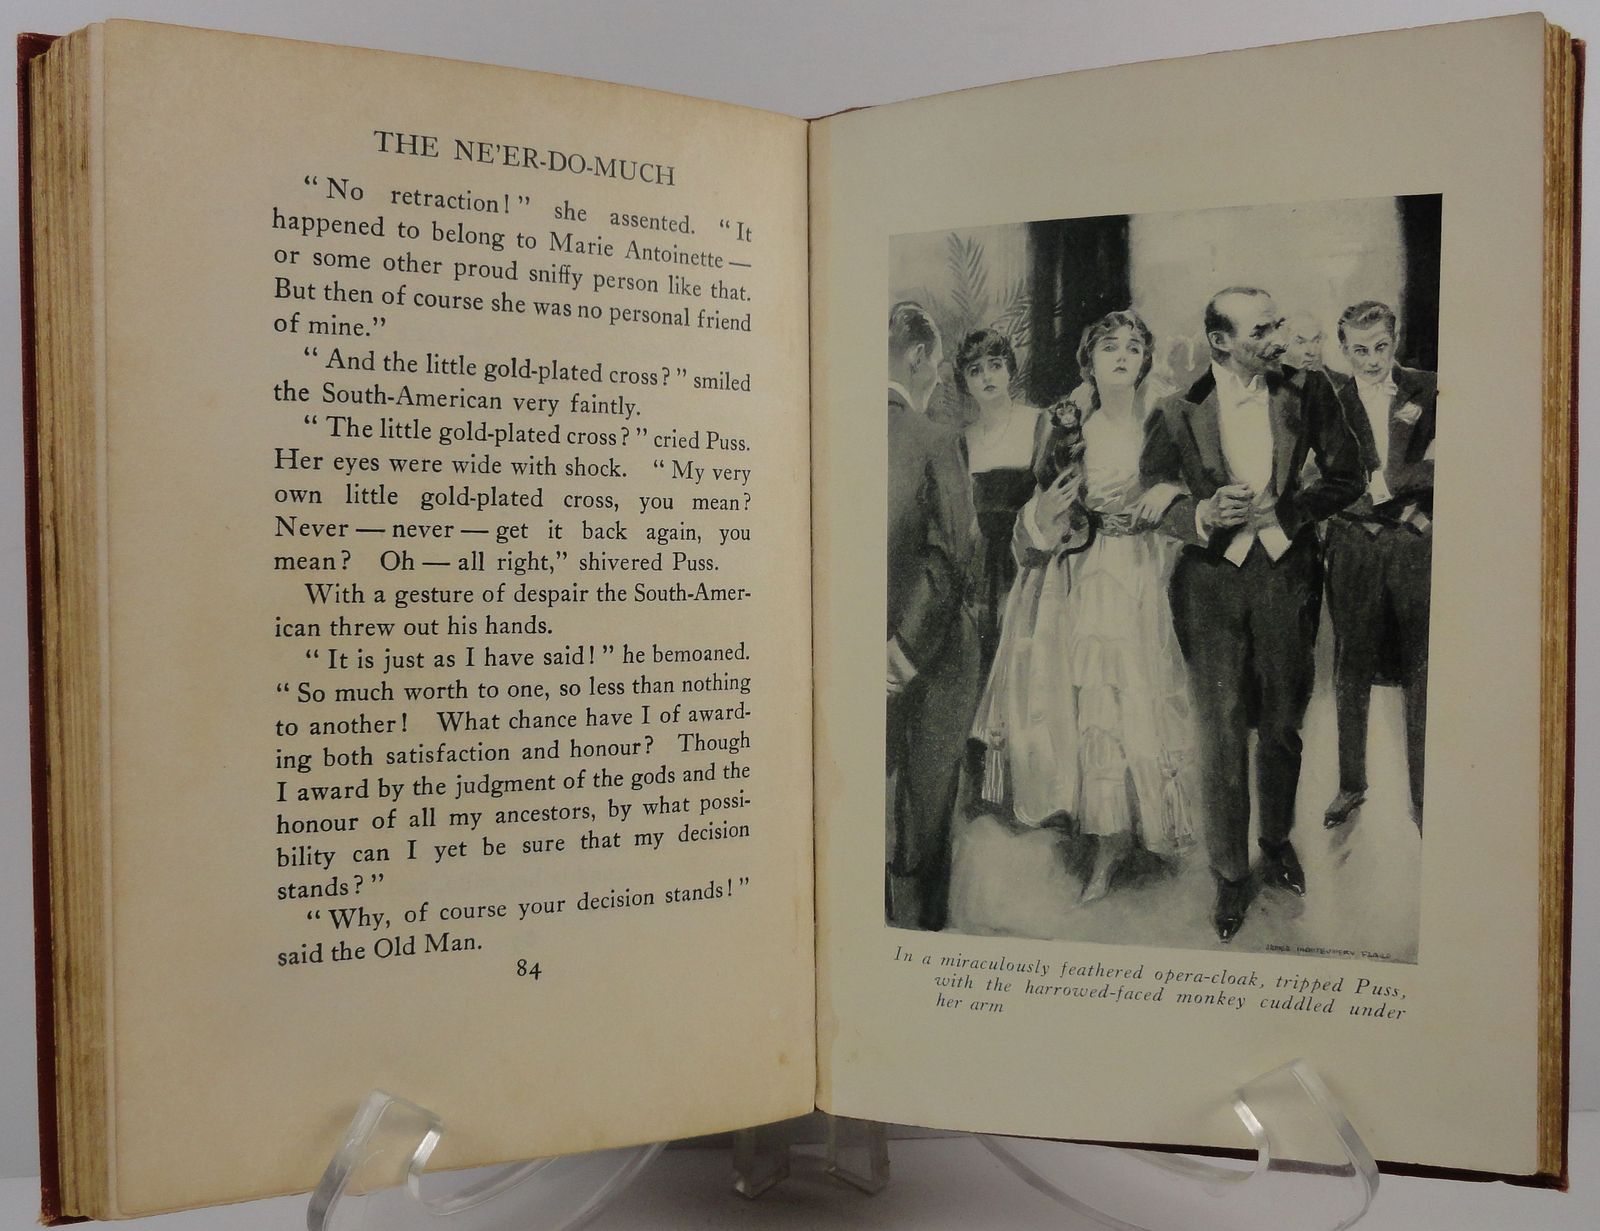 THE NE'ER-DO-MUCH
“No retraction!” she assented. “It
happened to belong to Marie Antoinette —
or some other proud sniffy person like that.
But then of course she was no personal friend
of mine.”
“And the little gold-plated cross?” smiled
the South-American very faintly.
“The little gold-plated cross?” cried Puss.
Her eyes were wide with shock. “My very
own little gold-plated cross, you mean?
Never — never — get it back again, you
mean? Oh — all right,” shivered Puss.
With a gesture of despair the South-Amer-
ican threw out his hands.
“It is just as I have said!” he bemoaned.
“So much worth to one, so less than nothing
to another! What chance have I of award-
ing both satisfaction and honour? Though
I award by the judgment of the gods and the
honour of all my ancestors, by what possi-
bility can I yet be sure that my decision
stands?”
“Why, of course your decision stands!”
said the Old Man.
84
JAMES MONTGOMERY FLAGG
In a miraculously feathered opera-cloak, tripped Puss,
with the harrowed-faced monkey cuddled under
her arm